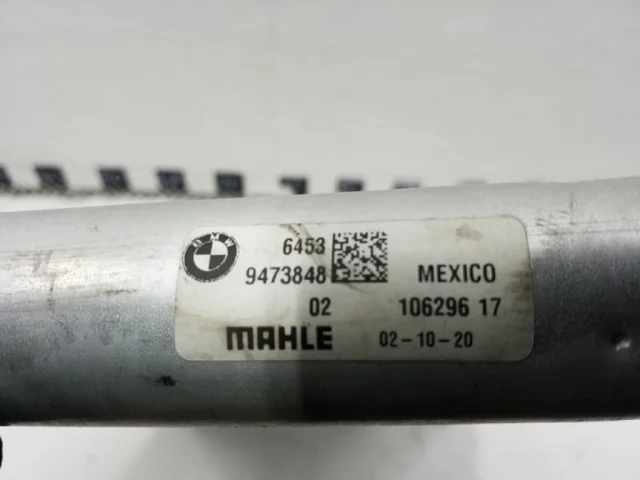 BMW
6453
9473848 MEXICO
02 106296 17
MAHLE 02-10-20